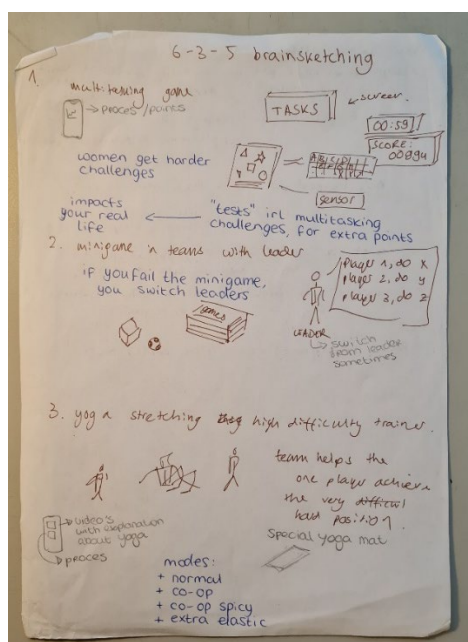 6-3-5 brainsketching
1.
multitasking game
→ proces / points
TASKS
← screen.
00:59
SCORE:
00994
women get harder
challenges
sensor
impacts
your real
life
← "tests" irl multitasking
challenges, for extra points
2. minigame in teams with leader
if you fail the minigame,
you switch leaders
player 1, do x
player 2, do y
player 3, do z
games
LEADER
↳ switch
from leader
sometimes
3. yoga stretching high difficulty trainer.
team helps the
one player achieve
the very difficul
hard position.
→ video's
with explanation
about yoga
→ proces
special yoga mat
modes:
+ normal
+ co-op
+ co-op spicy
+ extra elastic